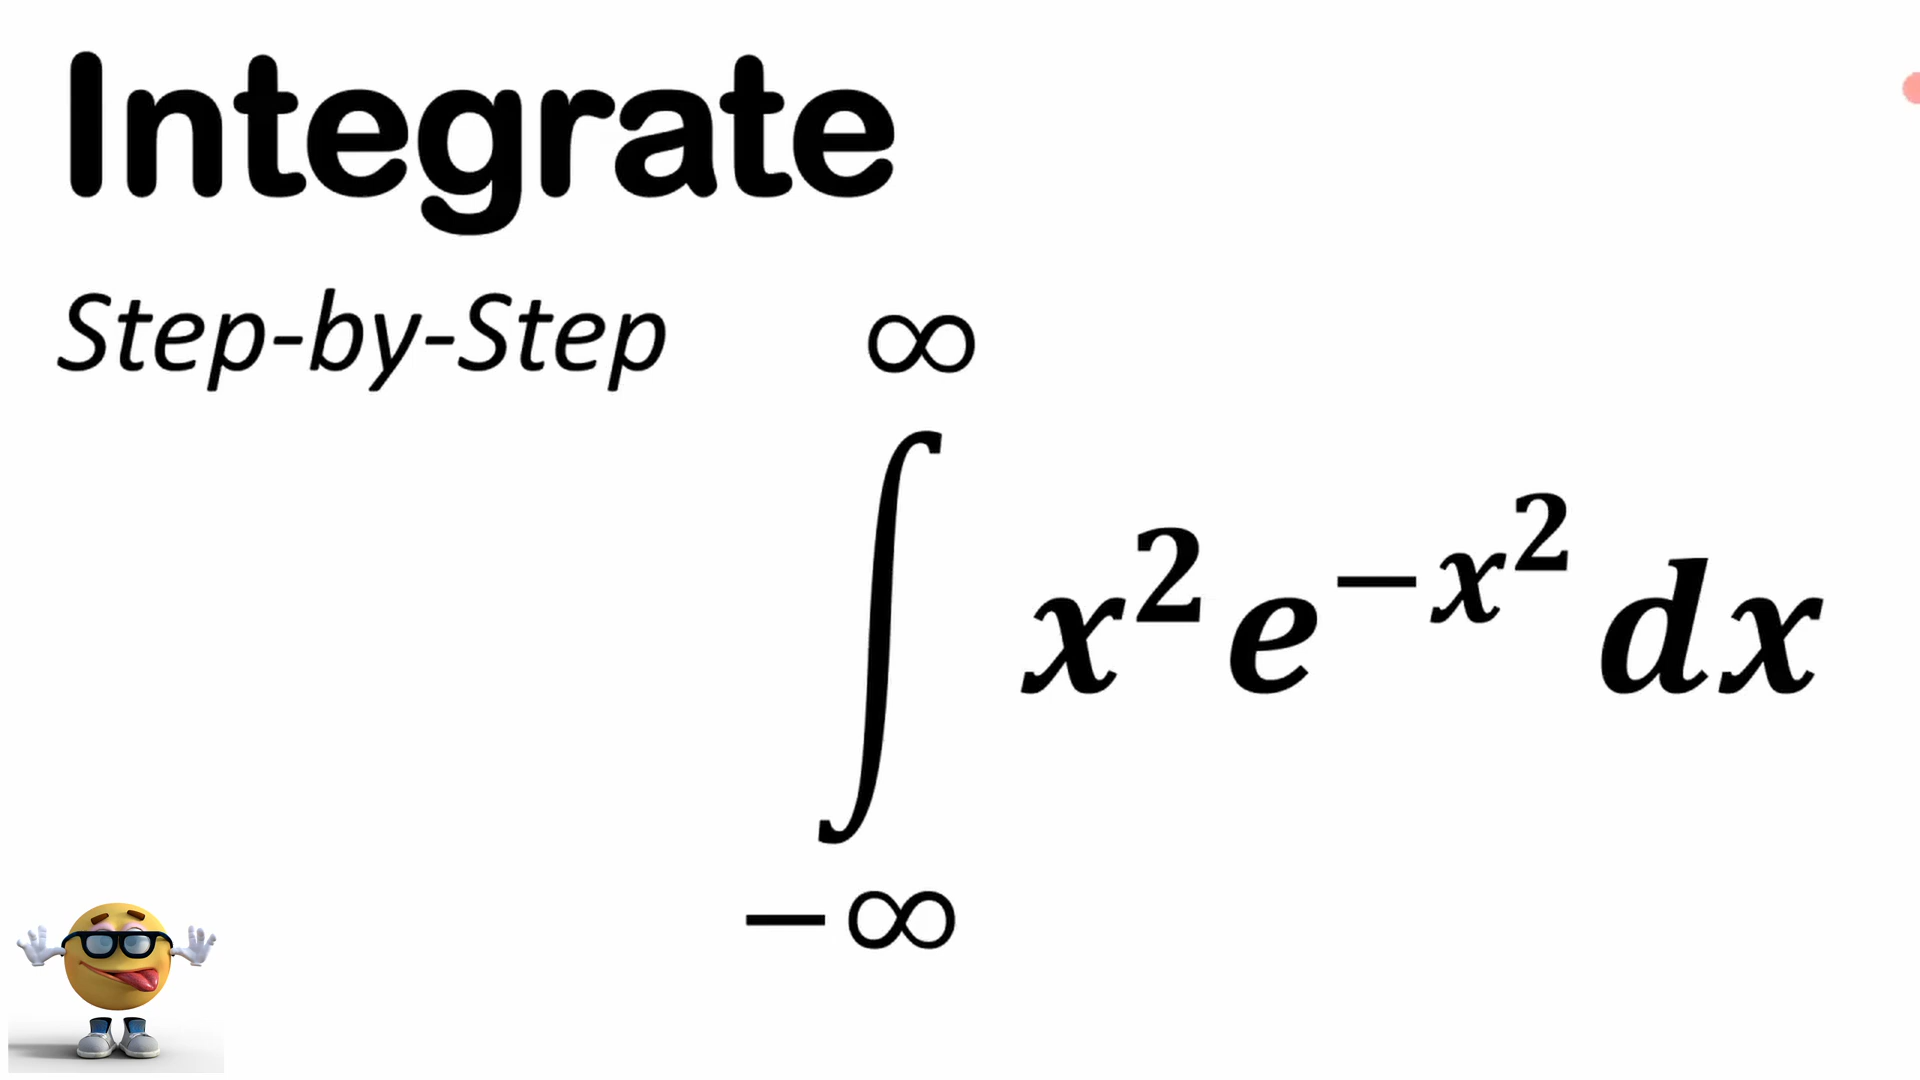 Integrate
Step-by-Step
∞
∫ x²e^{-x²} dx
-∞